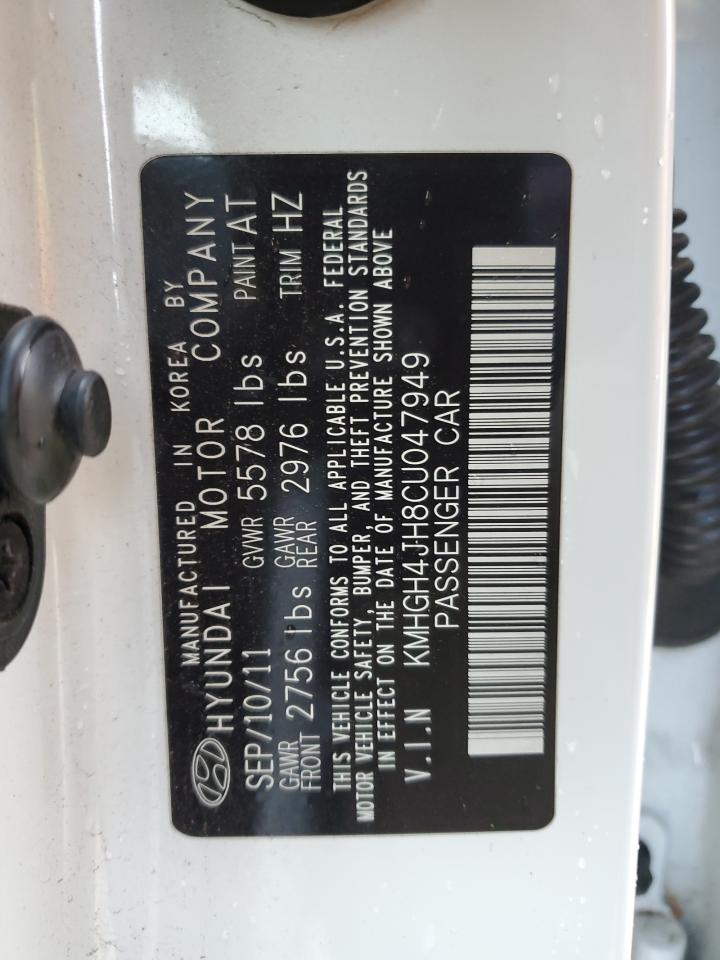 MANUFACTURED IN KOREA BY
HYUNDAI MOTOR COMPANY
SEP/10/11 GVWR 5578 lbs PAINT AT
GAWR FRONT 2756 lbs GAWR REAR 2976 lbs TRIM HZ
THIS VEHICLE CONFORMS TO ALL APPLICABLE U.S.A. FEDERAL
MOTOR VEHICLE SAFETY, BUMPER, AND THEFT PREVENTION STANDARDS
IN EFFECT ON THE DATE OF MANUFACTURE SHOWN ABOVE
V.I.N KMHGH4JH8CU047949
PASSENGER CAR